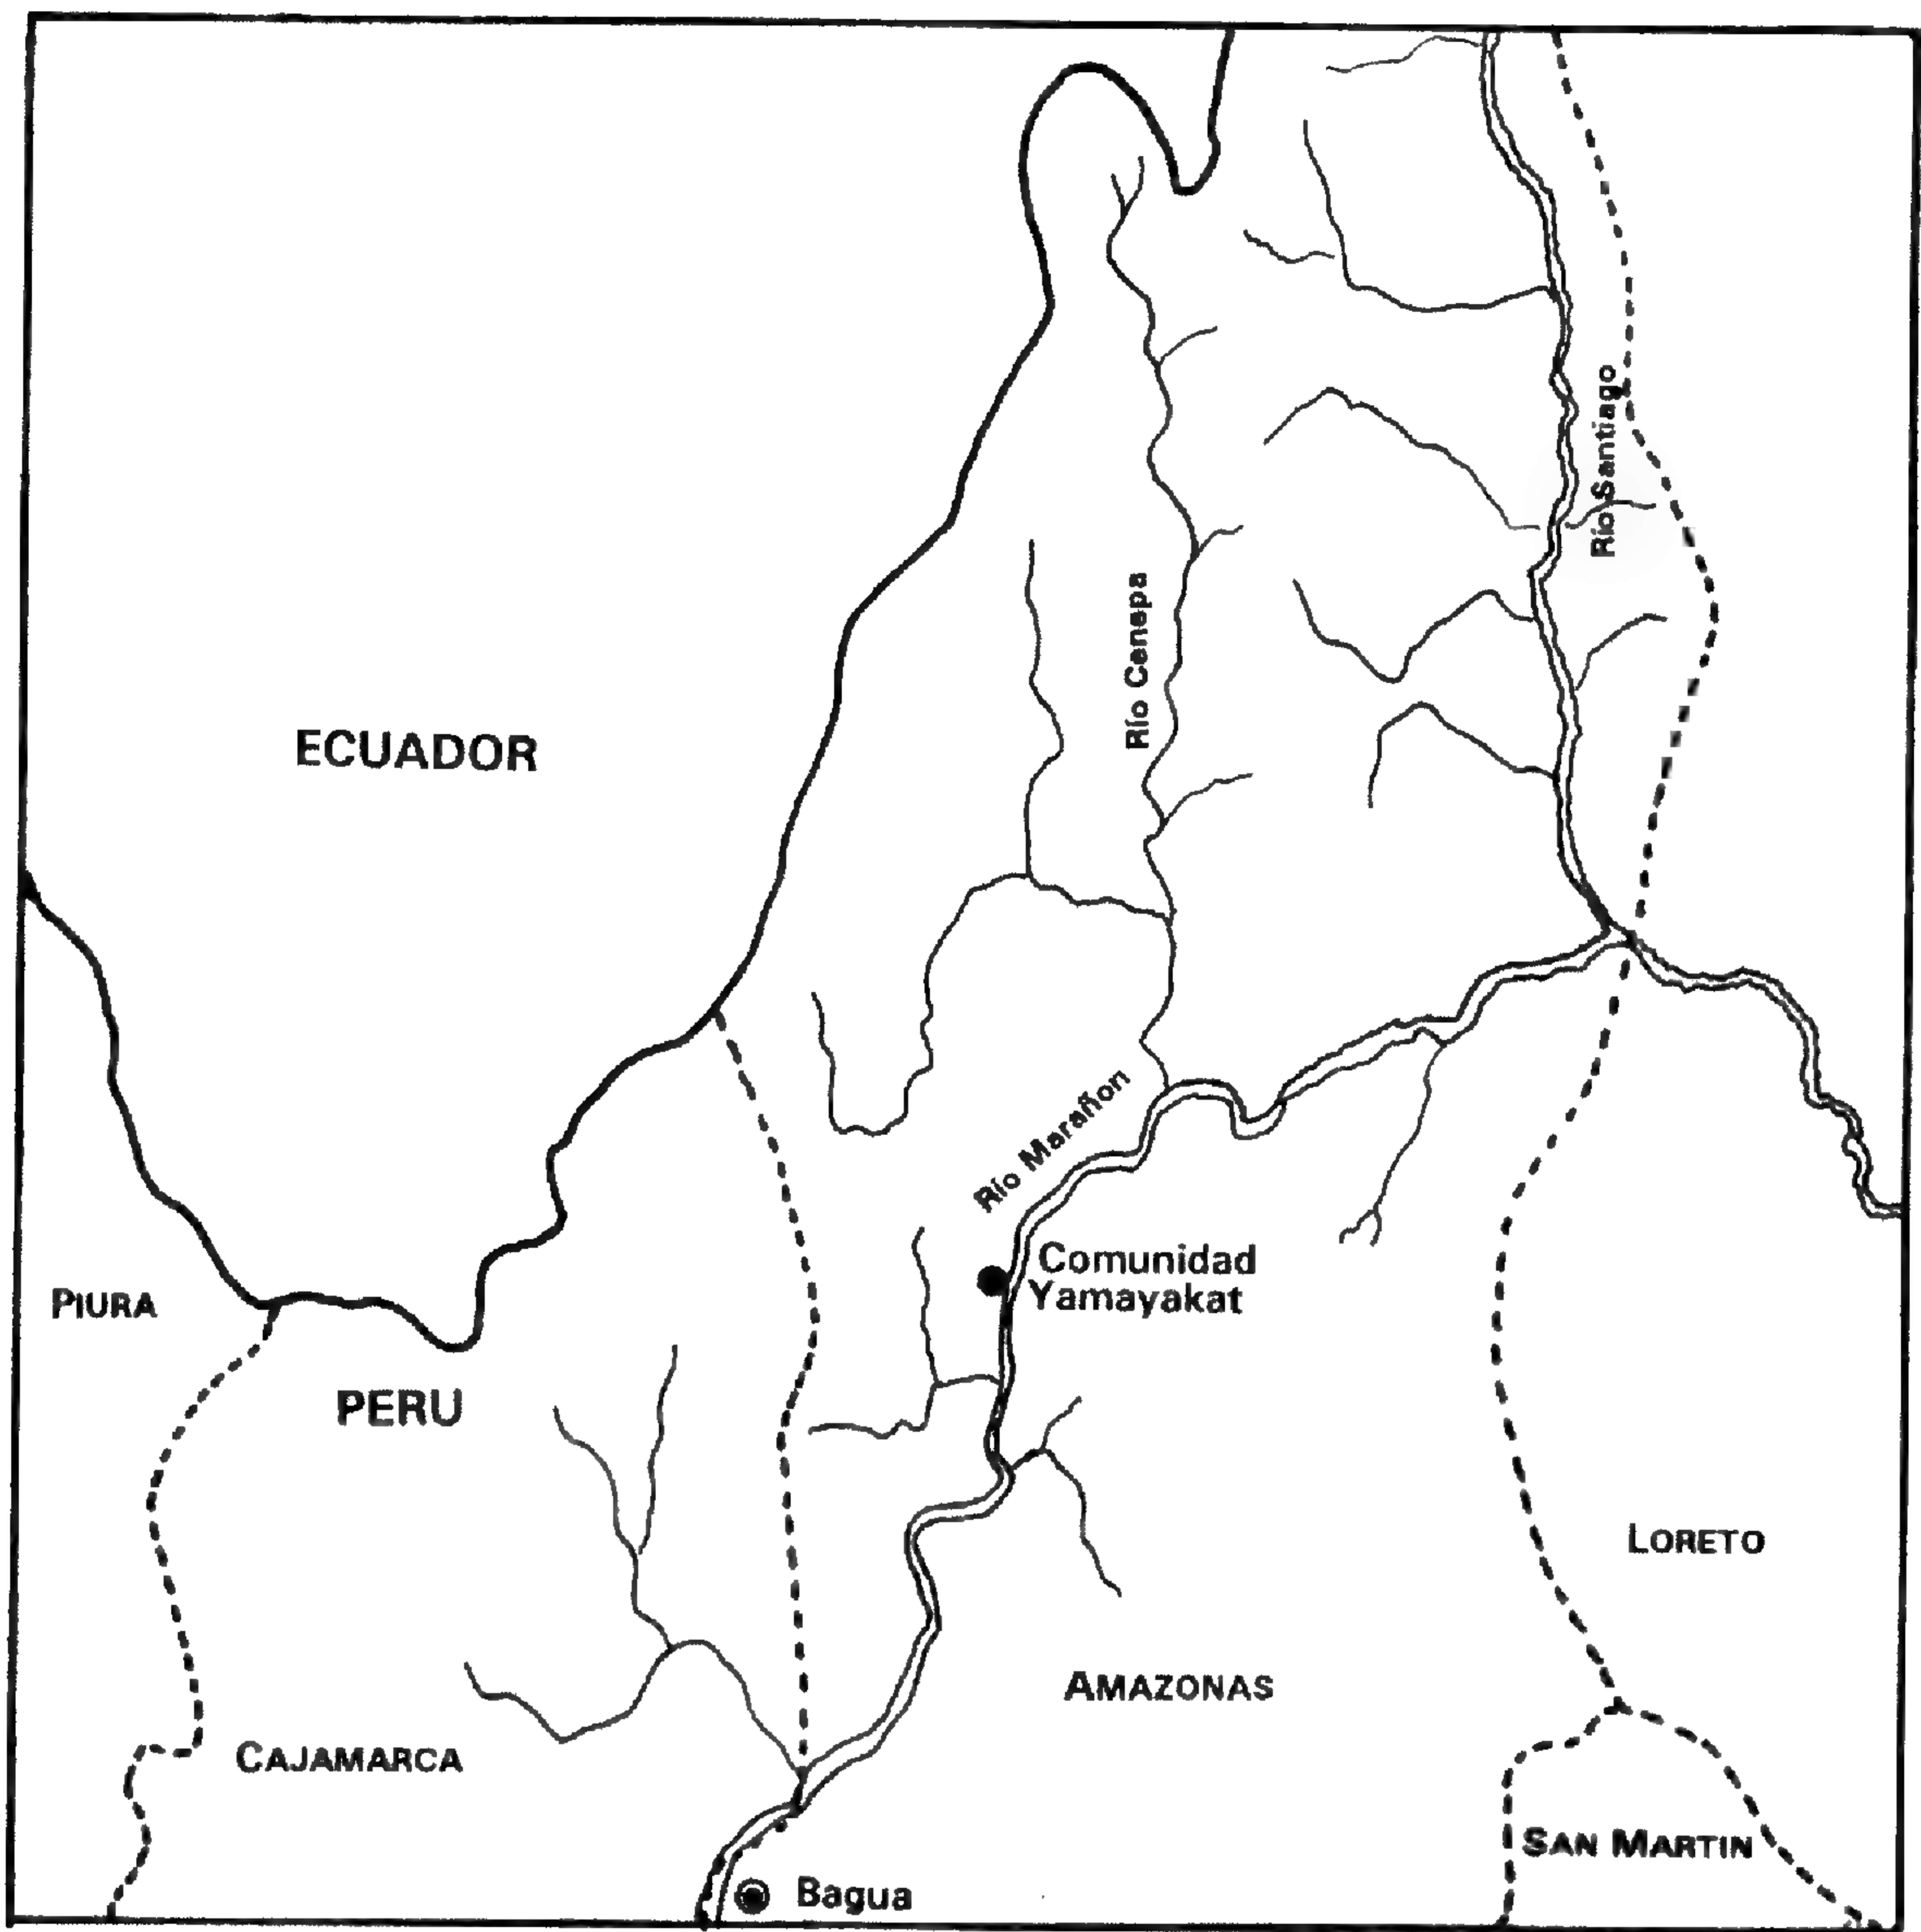 Río Santiago
Río Cenepa
ECUADOR
Río Marañon
Comunidad
Yamayakat
PIURA
PERU
LORETO
AMAZONAS
CAJAMARCA
SAN MARTIN
Bagua